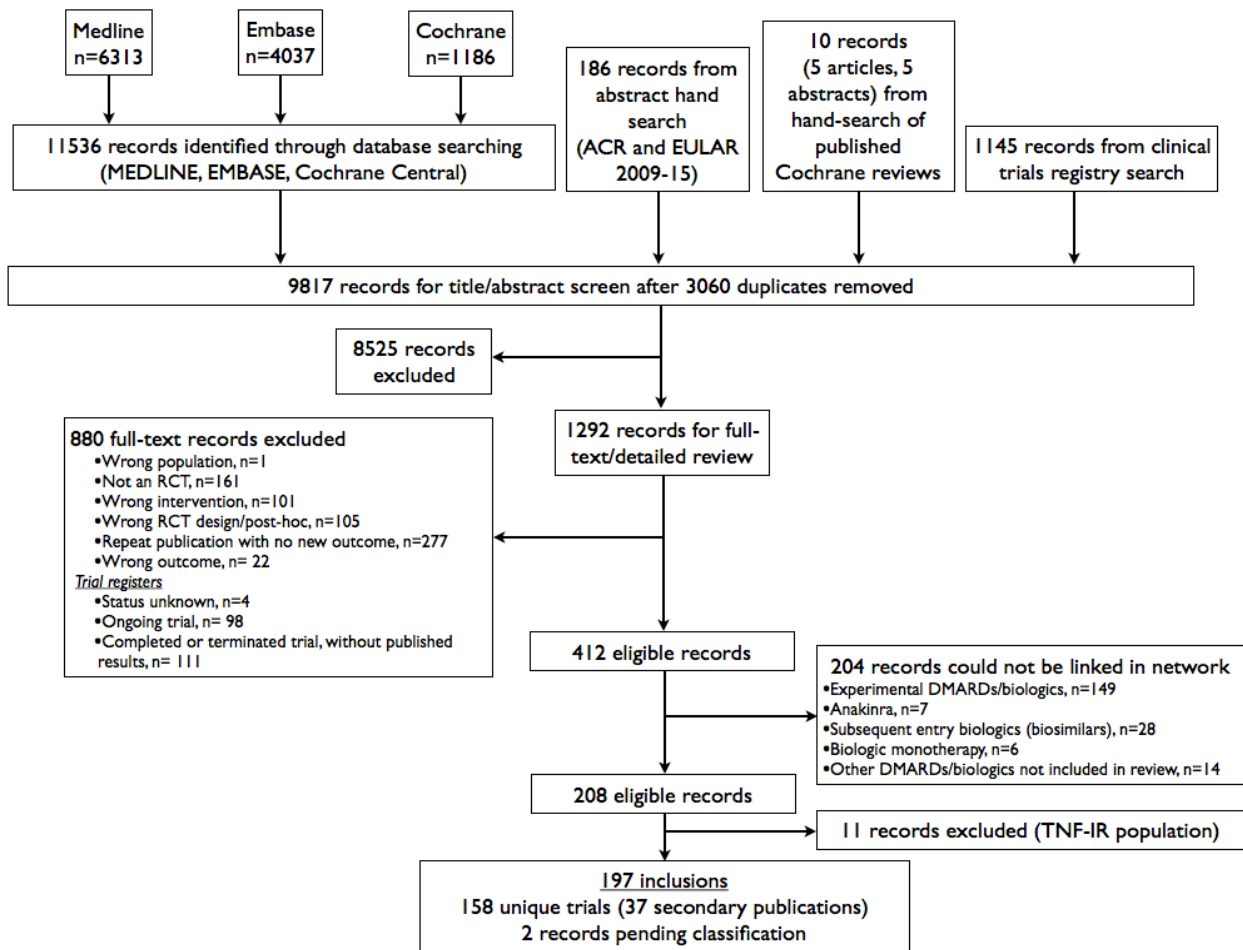 Medline
n=6313
Embase
n=4037
Cochrane
n=1186
11536 records identified through database searching
(MEDLINE, EMBASE, Cochrane Central)
186 records from
abstract hand
search
(ACR and EULAR
2009-15)
10 records
(5 articles, 5
abstracts) from
hand-search of
published
Cochrane reviews
1145 records from clinical
trials registry search
9817 records for title/abstract screen after 3060 duplicates removed
8525 records
excluded
1292 records for full-
text/detailed review
880 full-text records excluded
•Wrong population, n=1
•Not an RCT, n=161
•Wrong intervention, n=101
•Wrong RCT design/post-hoc, n=105
•Repeat publication with no new outcome, n=277
•Wrong outcome, n= 22
Trial registers
•Status unknown, n=4
•Ongoing trial, n= 98
•Completed or terminated trial, without published
results, n= 111
412 eligible records
204 records could not be linked in network
•Experimental DMARDs/biologics, n=149
•Anakinra, n=7
•Subsequent entry biologics (biosimilars), n=28
•Biologic monotherapy, n=6
•Other DMARDs/biologics not included in review, n=14
208 eligible records
11 records excluded (TNF-IR population)
197 inclusions
158 unique trials (37 secondary publications)
2 records pending classification